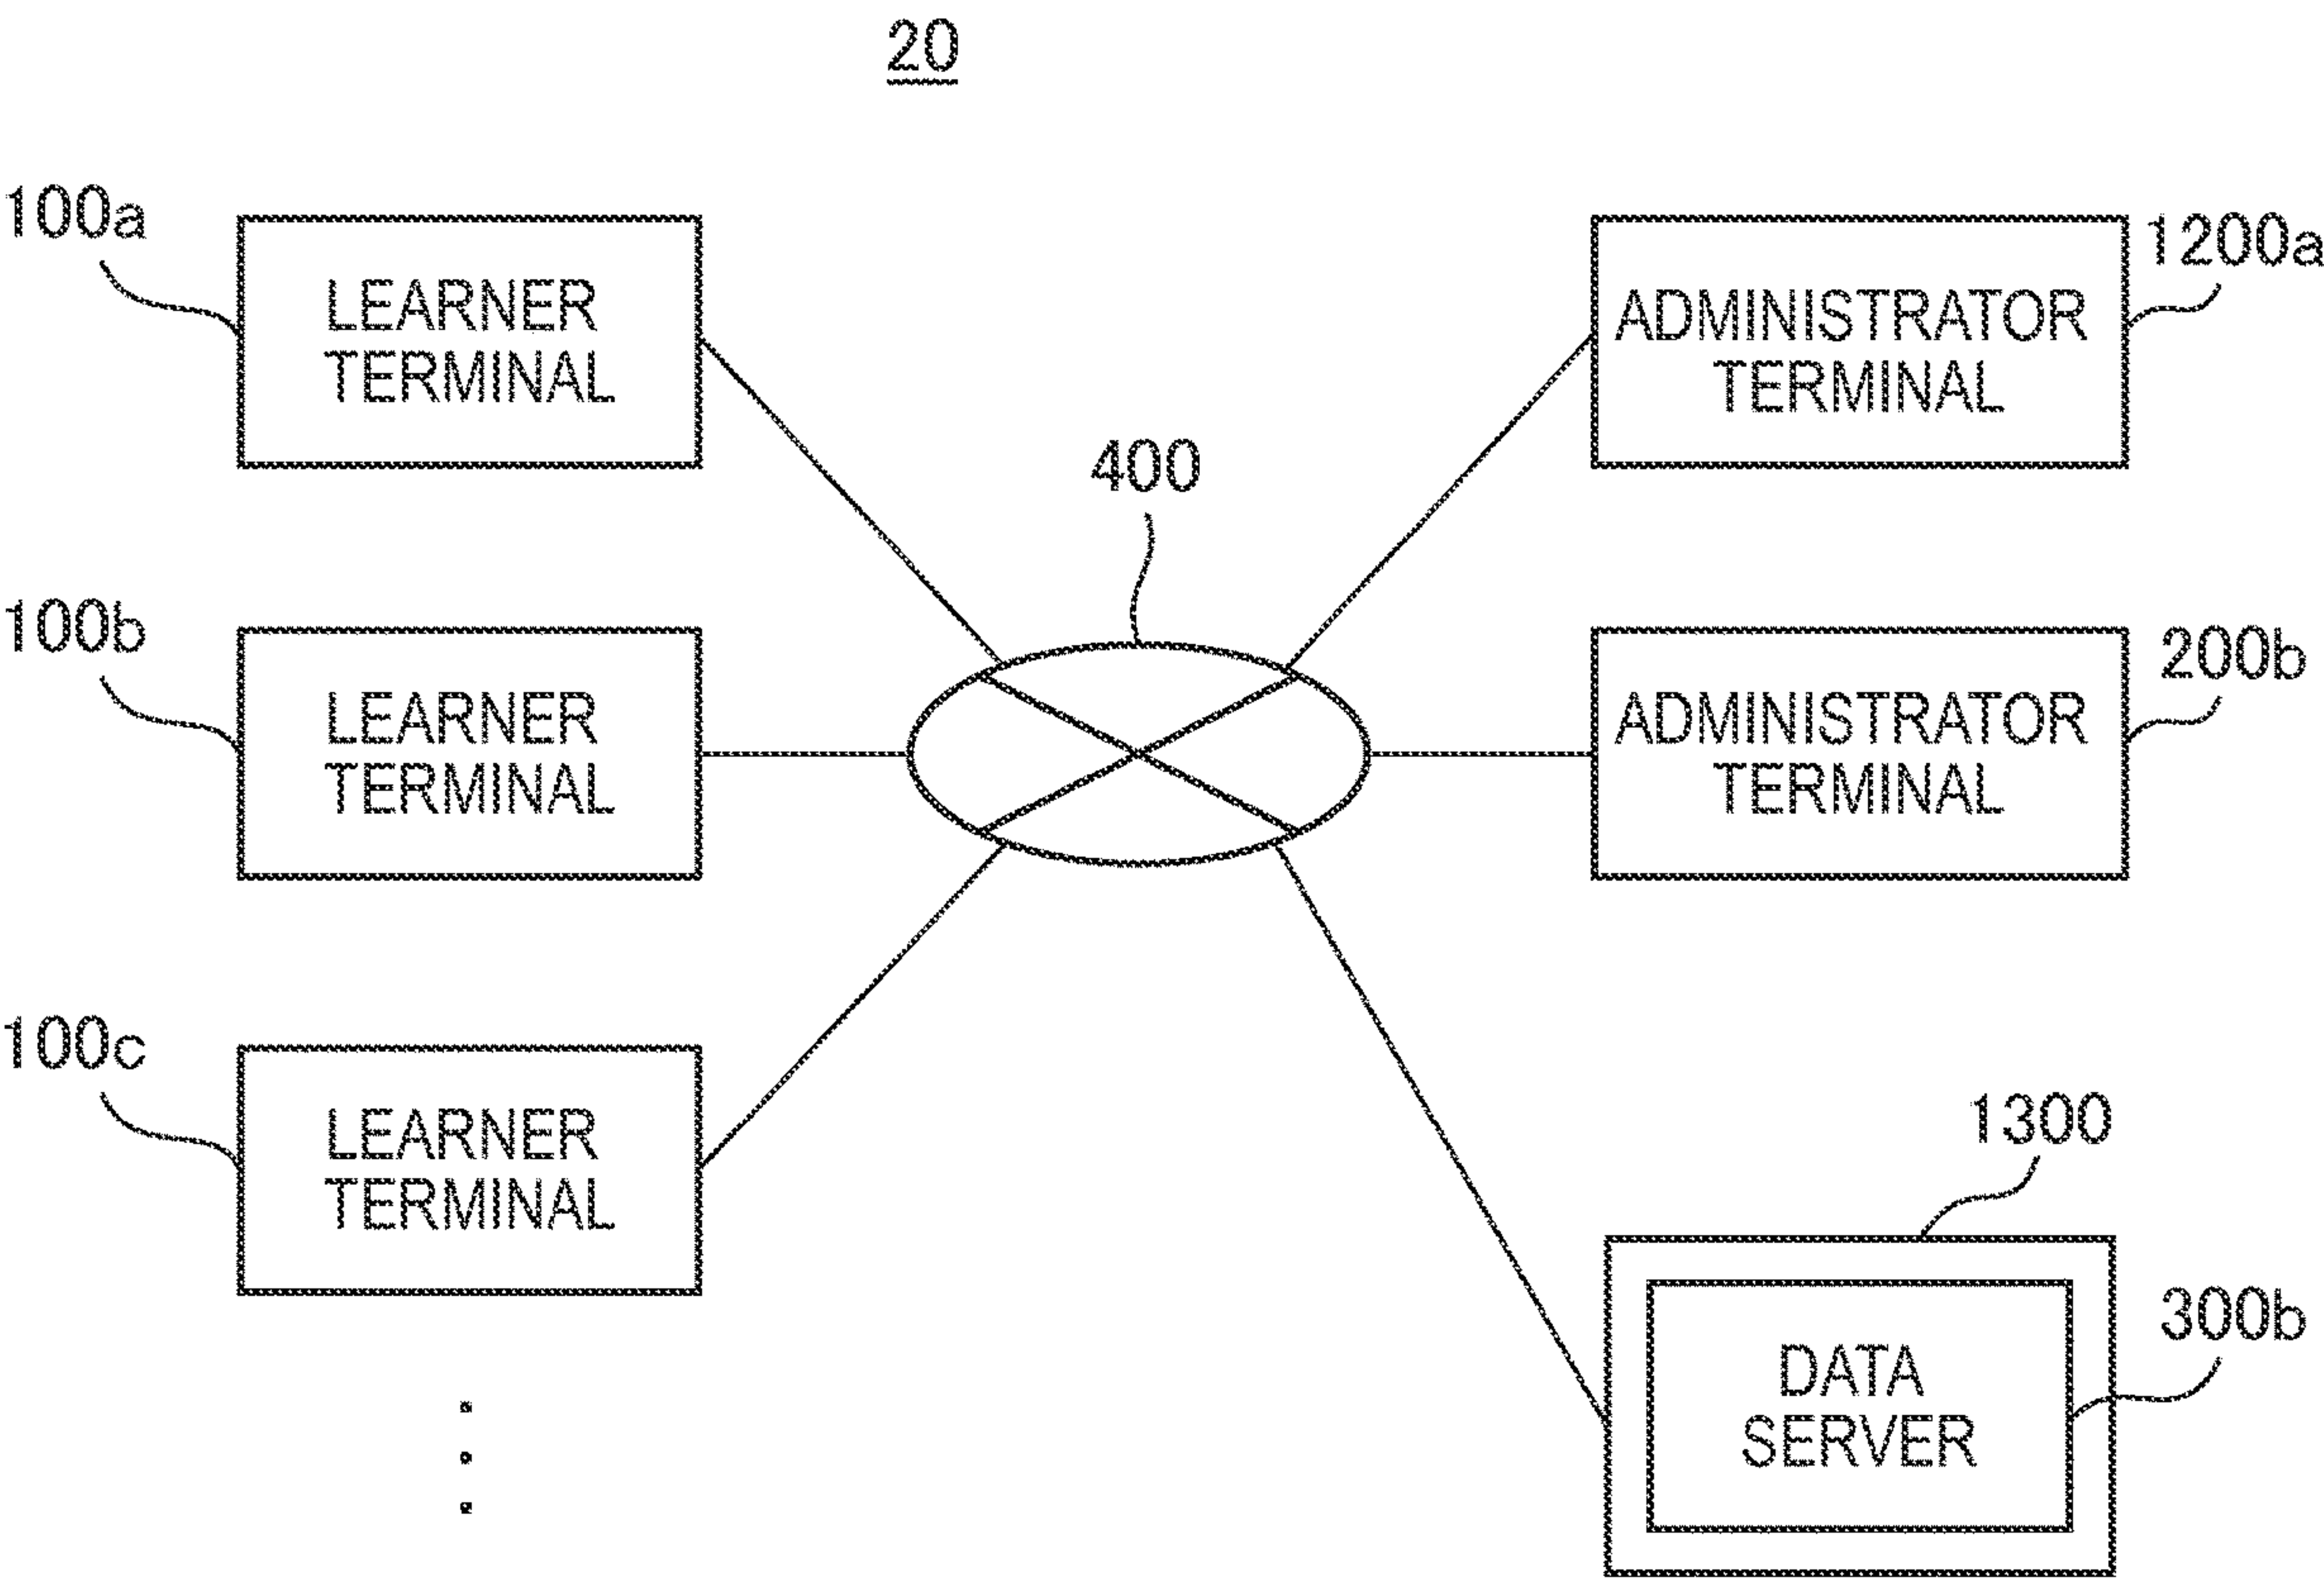 20
100a
LEARNER
TERMINAL
1200a
ADMINISTRATOR
TERMINAL
400
100b
LEARNER
TERMINAL
200b
ADMINISTRATOR
TERMINAL
100c
LEARNER
TERMINAL
1300
300b
DATA
SERVER